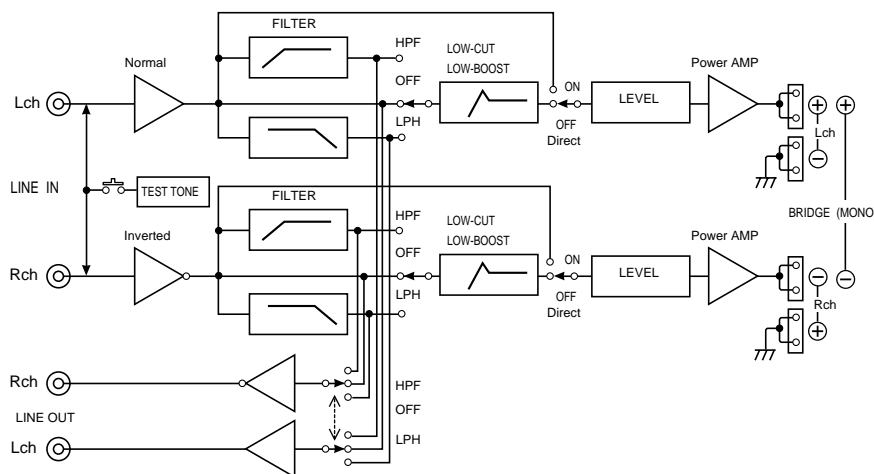 FILTER
HPF
LOW-CUT
LOW-BOOST
Power AMP
Normal
OFF
ON
Lch
LEVEL
+ +
Lch
LPH
OFF
Direct
−
LINE IN
TEST TONE
FILTER
HPF
LOW-CUT
LOW-BOOST
BRIDGE (MONO
Power AMP
Inverted
OFF
ON
Rch
LEVEL
− −
Rch
LPH
OFF
Direct
+
Rch
HPF
LINE OUT
OFF
Lch
LPH